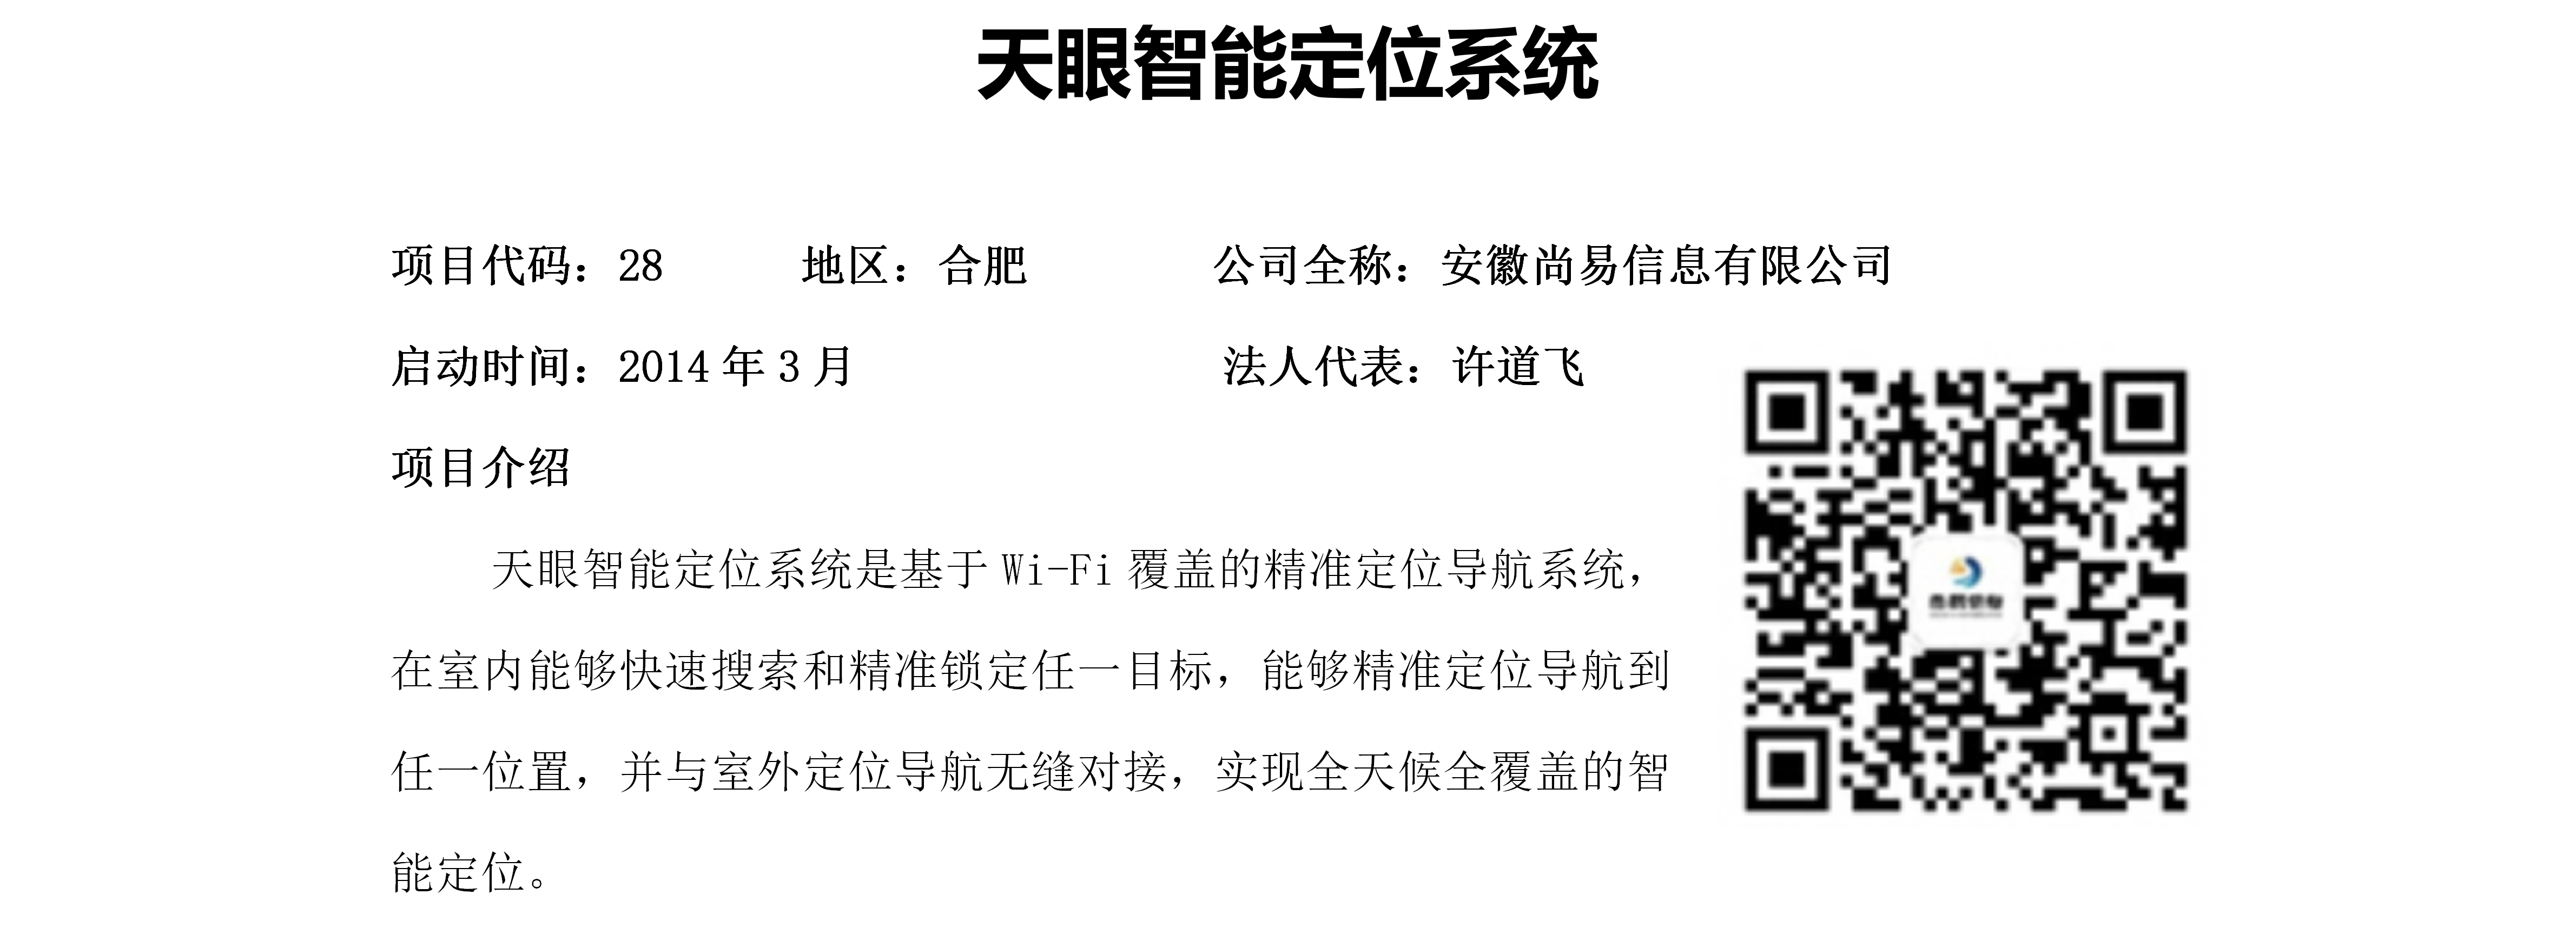 天眼智能定位系统
项目代码：28 地区：合肥 公司全称：安徽尚易信息有限公司
启动时间：2014 年 3 月 法人代表：许道飞
项目介绍
天眼智能定位系统是基于 Wi-Fi 覆盖的精准定位导航系统，
在室内能够快速搜索和精准锁定任一目标，能够精准定位导航到
任一位置，并与室外定位导航无缝对接，实现全天候全覆盖的智
能定位。